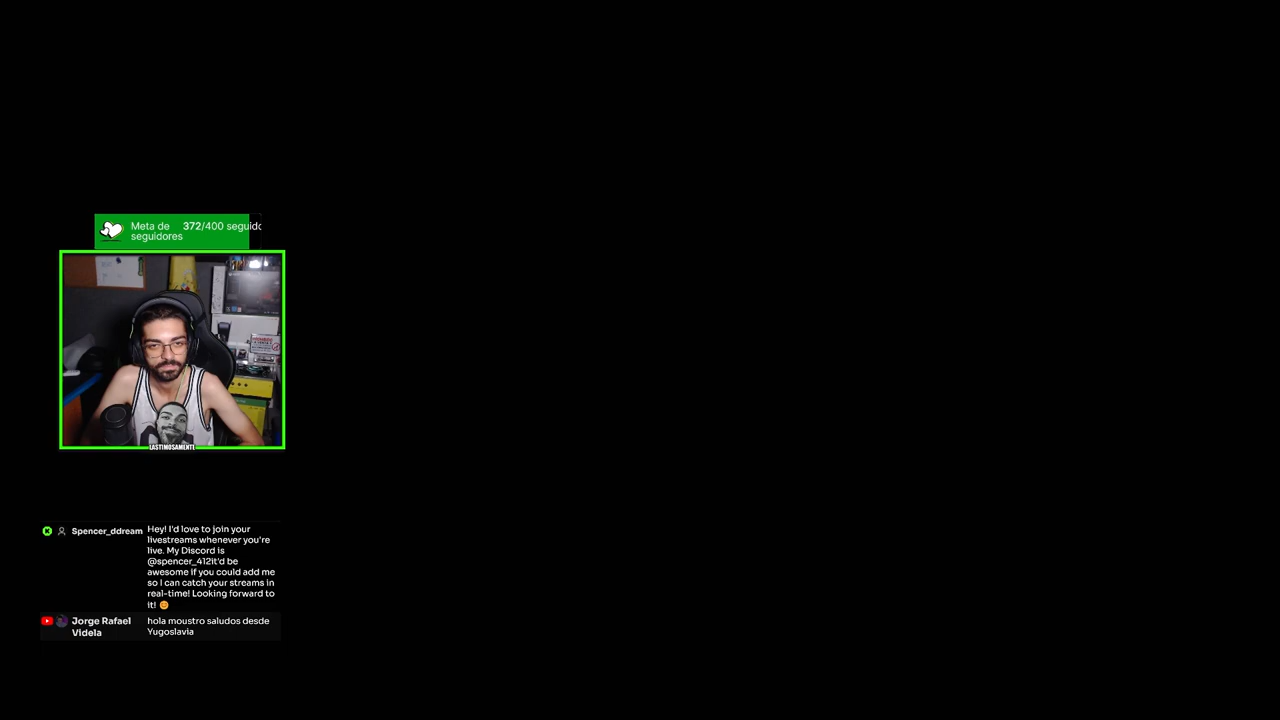 Meta de 372/400 seguido
seguidores
LASTIMOSAMENTE
Spencer_ddream Hey! I'd love to join your
livestreams whenever you're
live. My Discord is
@spencer_412it'd be
awesome if you could add me
so I can catch your streams in
real-time! Looking forward to
it! 😊
Jorge Rafael hola moustro saludos desde
Videla Yugoslavia